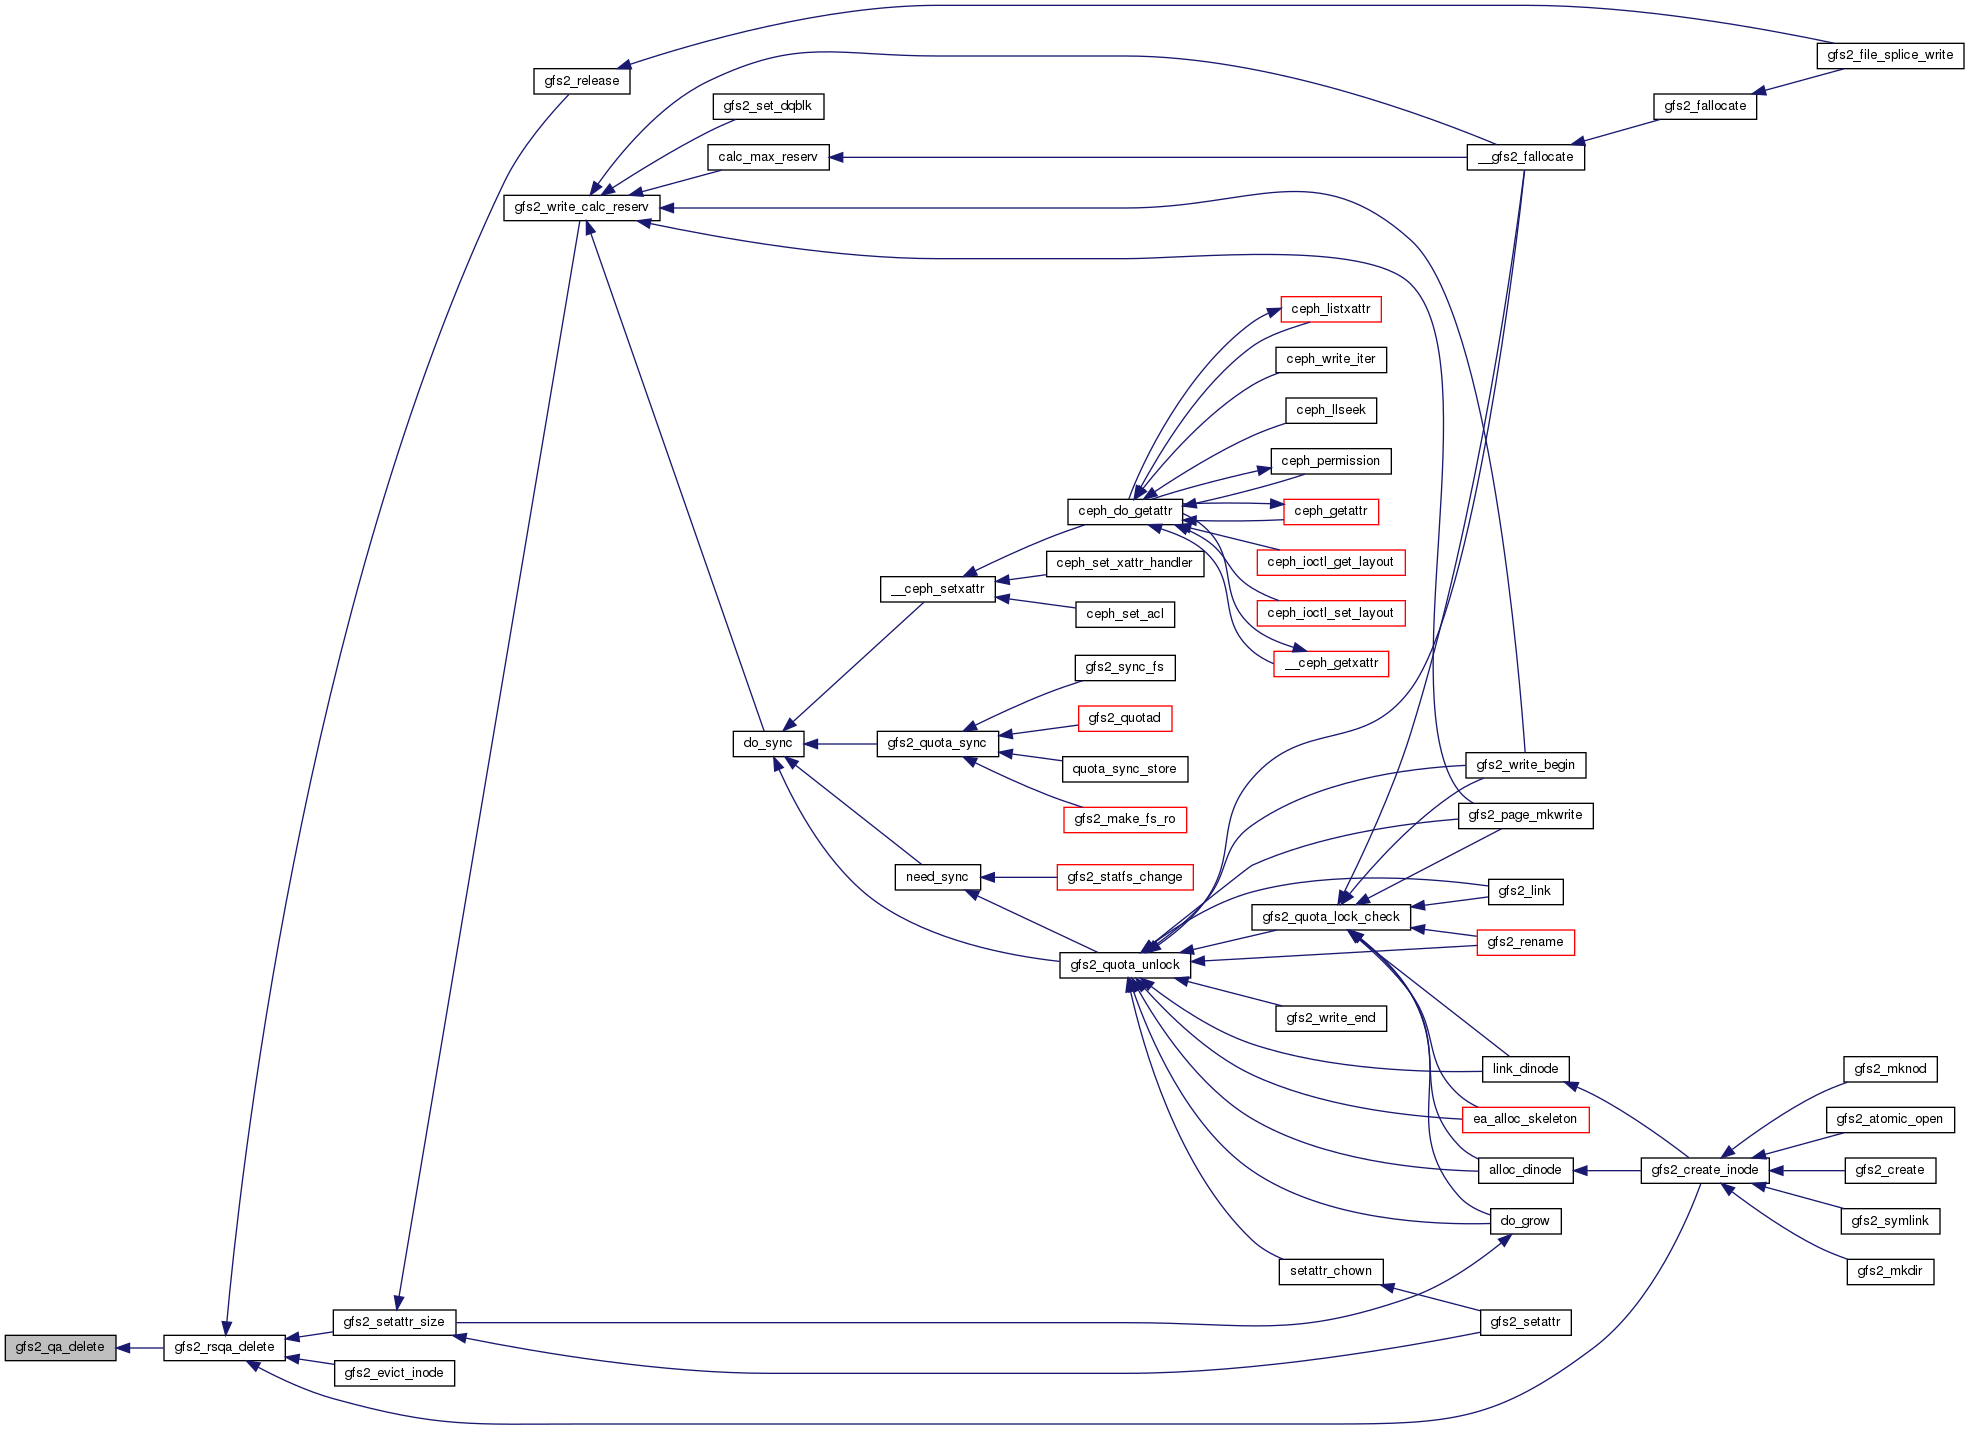 gfs2_file_splice_write
gfs2_release
gfs2_fallocate
gfs2_set_dqblk
calc_max_reserv
__gfs2_fallocate
gfs2_write_calc_reserv
ceph_listxattr
ceph_write_iter
ceph_llseek
ceph_permission
ceph_do_getattr
ceph_getattr
ceph_ioctl_get_layout
ceph_set_xattr_handler
__ceph_setxattr
ceph_set_acl
ceph_ioctl_set_layout
__ceph_getxattr
gfs2_sync_fs
gfs2_quotad
do_sync
gfs2_quota_sync
quota_sync_store
gfs2_write_begin
gfs2_make_fs_ro
gfs2_page_mkwrite
need_sync
gfs2_statfs_change
gfs2_link
gfs2_quota_lock_check
gfs2_rename
gfs2_quota_unlock
gfs2_write_end
link_dinode
gfs2_mknod
ea_alloc_skeleton
gfs2_atomic_open
alloc_dinode
gfs2_create_inode
gfs2_create
do_grow
gfs2_symlink
setattr_chown
gfs2_mkdir
gfs2_setattr_size
gfs2_setattr
gfs2_qa_delete
gfs2_rsqa_delete
gfs2_evict_inode